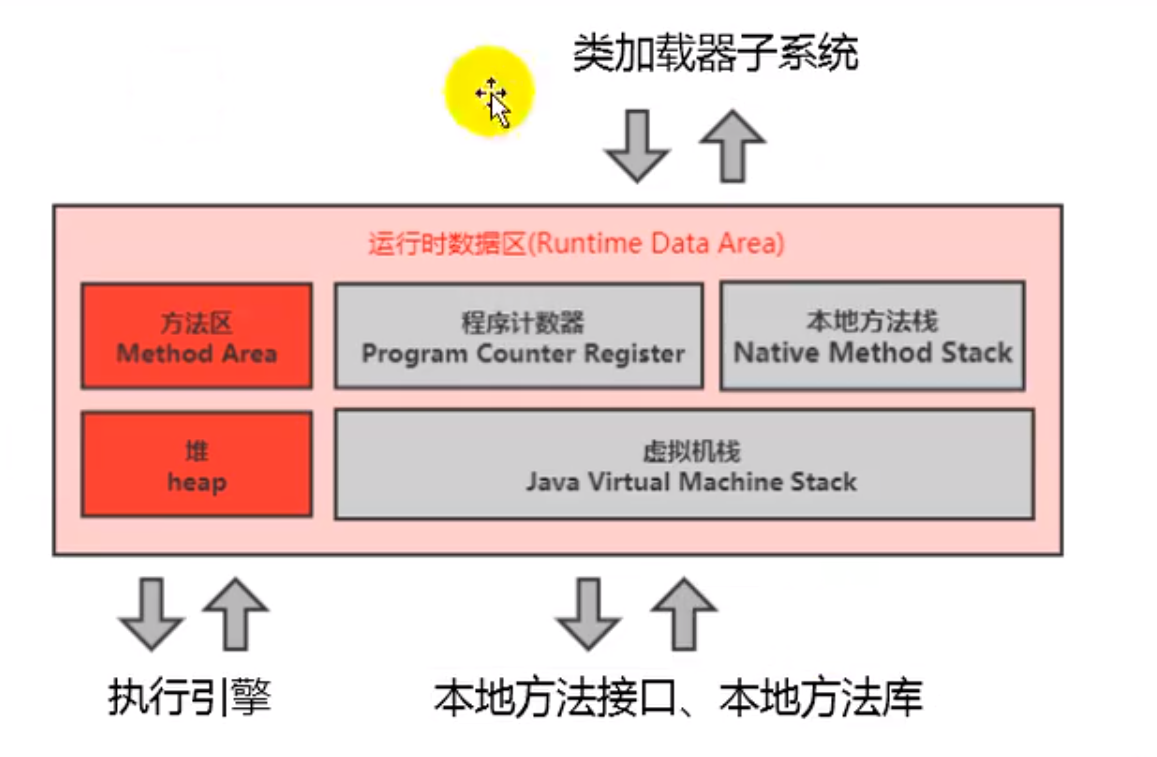 类加载器子系统
运行时数据区(Runtime Data Area)
方法区
Method Area
程序计数器
Program Counter Register
本地方法栈
Native Method Stack
堆
heap
虚拟机栈
Java Virtual Machine Stack
执行引擎
本地方法接口、本地方法库